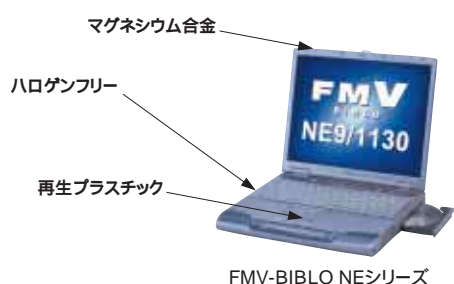 マグネシウム合金
ハロゲンフリー
FMV
BIBLO
NE9/1130
再生プラスチック
FMV-BIBLO NEシリーズ